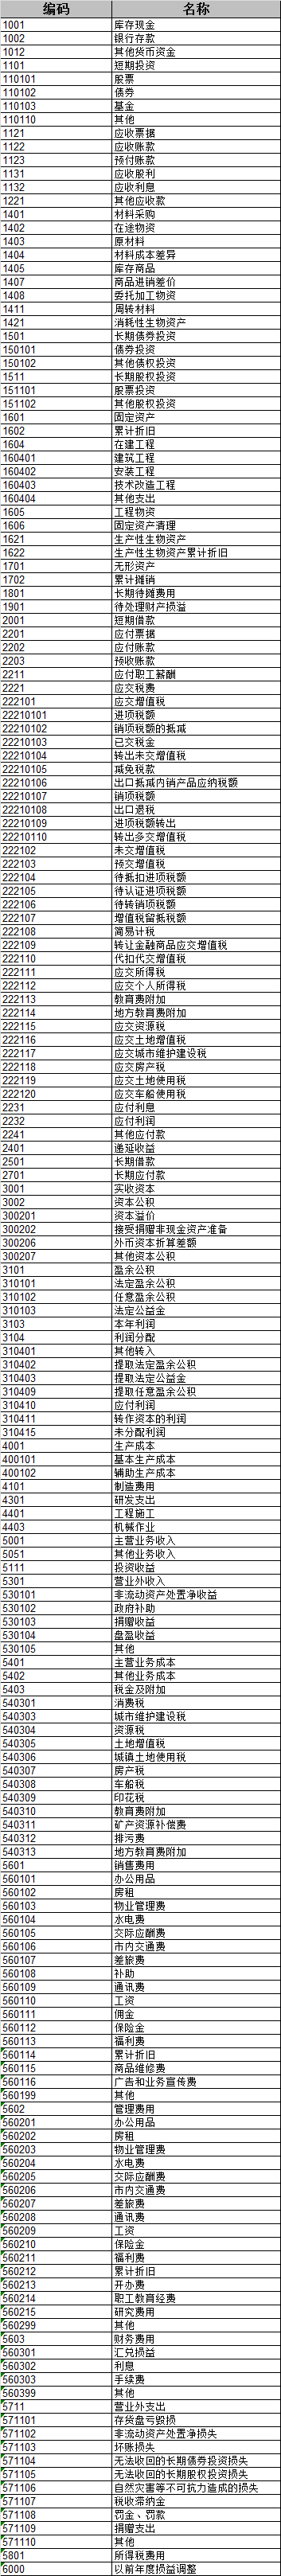 编码 名称
1001 库存现金
1002 银行存款
1012 其他货币资金
1101 短期投资
110101 股票
110102 债券
110103 基金
110110 其他
1121 应收票据
1122 应收账款
1123 预付账款
1131 应收股利
1132 应收利息
1221 其他应收款
1401 材料采购
1402 在途物资
1403 原材料
1404 材料成本差异
1405 库存商品
1407 商品进销差价
1408 委托加工物资
1411 周转材料
1421 消耗性生物资产
1501 长期债券投资
150101 债券投资
150102 其他债权投资
1511 长期股权投资
151101 股票投资
151102 其他股权投资
1601 固定资产
1602 累计折旧
1604 在建工程
160401 建筑工程
160402 安装工程
160403 技术改造工程
160404 其他支出
1605 工程物资
1606 固定资产清理
1621 生产性生物资产
1622 生产性生物资产累计折旧
1701 无形资产
1702 累计摊销
1801 长期待摊费用
1901 待处理财产损溢
2001 短期借款
2201 应付票据
2202 应付账款
2203 预收账款
2211 应付职工薪酬
2221 应交税费
222101 应交增值税
22210101 进项税额
22210102 销项税额的抵减
22210103 已交税金
22210104 转出未交增值税
22210105 减免税款
22210106 出口抵减内销产品应纳税额
22210107 销项税额
22210108 出口退税
22210109 进项税额转出
22210110 转出多交增值税
222102 未交增值税
222103 预交增值税
222104 待抵扣进项税额
222105 待认证进项税额
222106 待转销项税额
222107 增值税留抵税额
222108 简易计税
222109 转让金融商品应交增值税
222110 代扣代交增值税
222111 应交所得税
222112 应交个人所得税
222113 教育费附加
222114 地方教育费附加
222115 应交资源税
222116 应交土地增值税
222117 应交城市维护建设税
222118 应交房产税
222119 应交土地使用税
222120 应交车船使用税
2231 应付利息
2232 应付利润
2241 其他应付款
2401 递延收益
2501 长期借款
2701 长期应付款
3001 实收资本
3002 资本公积
300201 资本溢价
300202 接受捐赠非现金资产准备
300206 外币资本折算差额
300207 其他资本公积
3101 盈余公积
310101 法定盈余公积
310102 任意盈余公积
310103 法定公益金
3103 本年利润
3104 利润分配
310401 其他转入
310402 提取法定盈余公积
310403 提取法定公益金
310409 提取任意盈余公积
310410 应付利润
310411 转作资本的利润
310415 未分配利润
4001 生产成本
400101 基本生产成本
400102 辅助生产成本
4101 制造费用
4301 研发支出
4401 工程施工
4403 机械作业
5001 主营业务收入
5051 其他业务收入
5111 投资收益
5301 营业外收入
530101 非流动资产处置净收益
530102 政府补助
530103 捐赠收益
530104 盘盈收益
530105 其他
5401 主营业务成本
5402 其他业务成本
5403 税金及附加
540301 消费税
540303 城市维护建设税
540304 资源税
540305 土地增值税
540306 城镇土地使用税
540307 房产税
540308 车船税
540309 印花税
540310 教育费附加
540311 矿产资源补偿费
540312 排污费
540313 地方教育费附加
5601 销售费用
560101 办公用品
560102 房租
560103 物业管理费
560104 水电费
560105 交际应酬费
560106 市内交通费
560107 差旅费
560108 补助
560109 通讯费
560110 工资
560111 佣金
560112 保险金
560113 福利费
560114 累计折旧
560115 商品维修费
560116 广告和业务宣传费
560199 其他
5602 管理费用
560201 办公用品
560202 房租
560203 物业管理费
560204 水电费
560205 交际应酬费
560206 市内交通费
560207 差旅费
560208 通讯费
560209 工资
560210 保险金
560211 福利费
560212 累计折旧
560213 开办费
560214 职工教育经费
560215 研究费用
560299 其他
5603 财务费用
560301 汇兑损益
560302 利息
560303 手续费
560399 其他
5711 营业外支出
571101 存货盘亏毁损
571102 非流动资产处置净损失
571103 坏账损失
571104 无法收回的长期债券投资损失
571105 无法收回的长期股权投资损失
571106 自然灾害等不可抗力造成的损失
571107 税收滞纳金
571108 罚金、罚款
571109 捐赠支出
571110 其他
5801 所得税费用
6000 以前年度损益调整